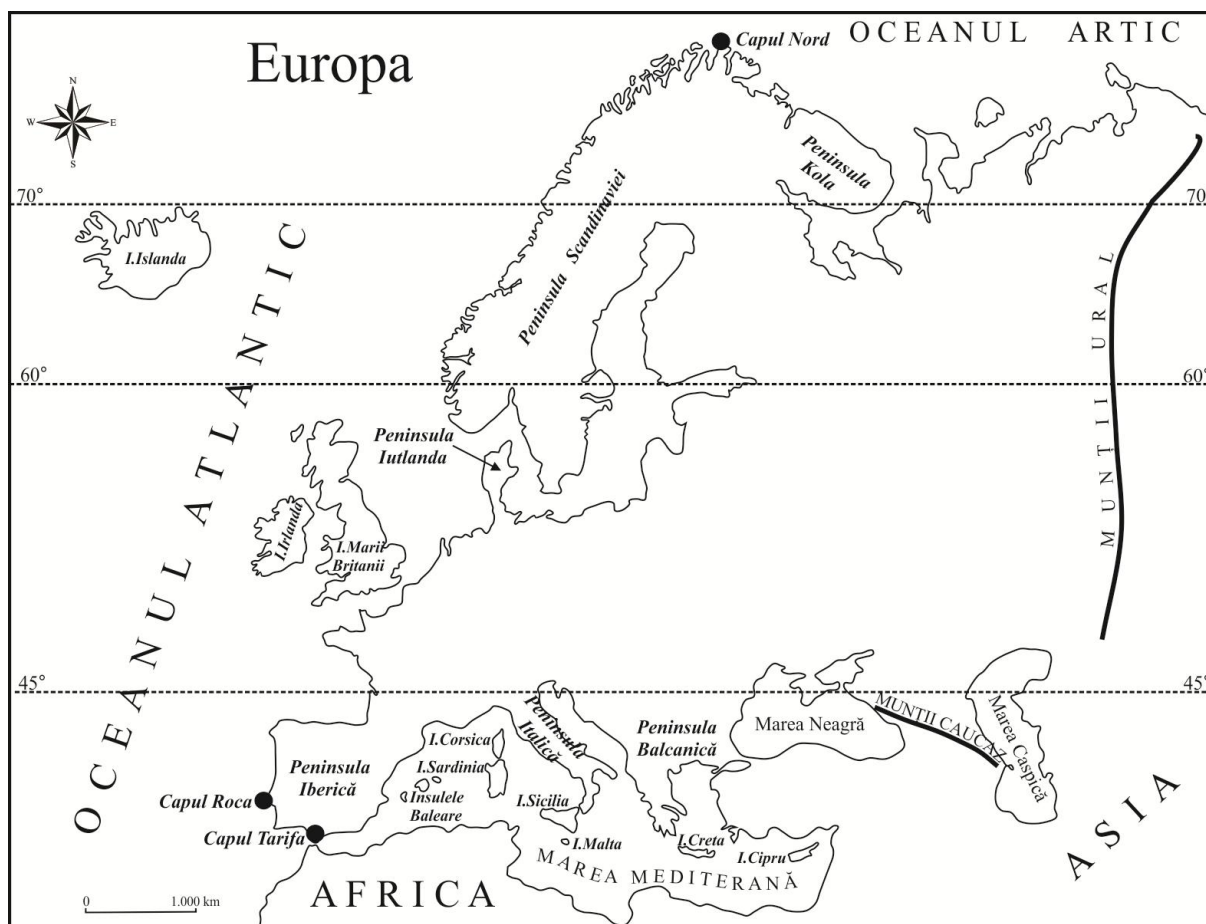 Europa
Capul Nord
OCEANUL ARTIC
N
W
E
S
Peninsula
Kola
70°
70°
I.Islanda
Peninsula Scandinaviei
OCEANUL ATLANTIC
MUNȚII URAL
60°
60°
Peninsula
Iutlanda
I.Irlanda
I.Marii
Britanii
45°
45°
Marea Neagră
MUNTII CAUCAZ
Marea Caspică
Peninsula
Italică
Peninsula
Balcanică
I.Corsica
Peninsula
Iberică
I.Sardinia
Insulele
Baleare
I.Sicilia
Capul Roca
Capul Tarifa
I.Malta
I.Creta
I.Cipru
MAREA MEDITERANĂ
AFRICA
ASIA
0
1.000 km